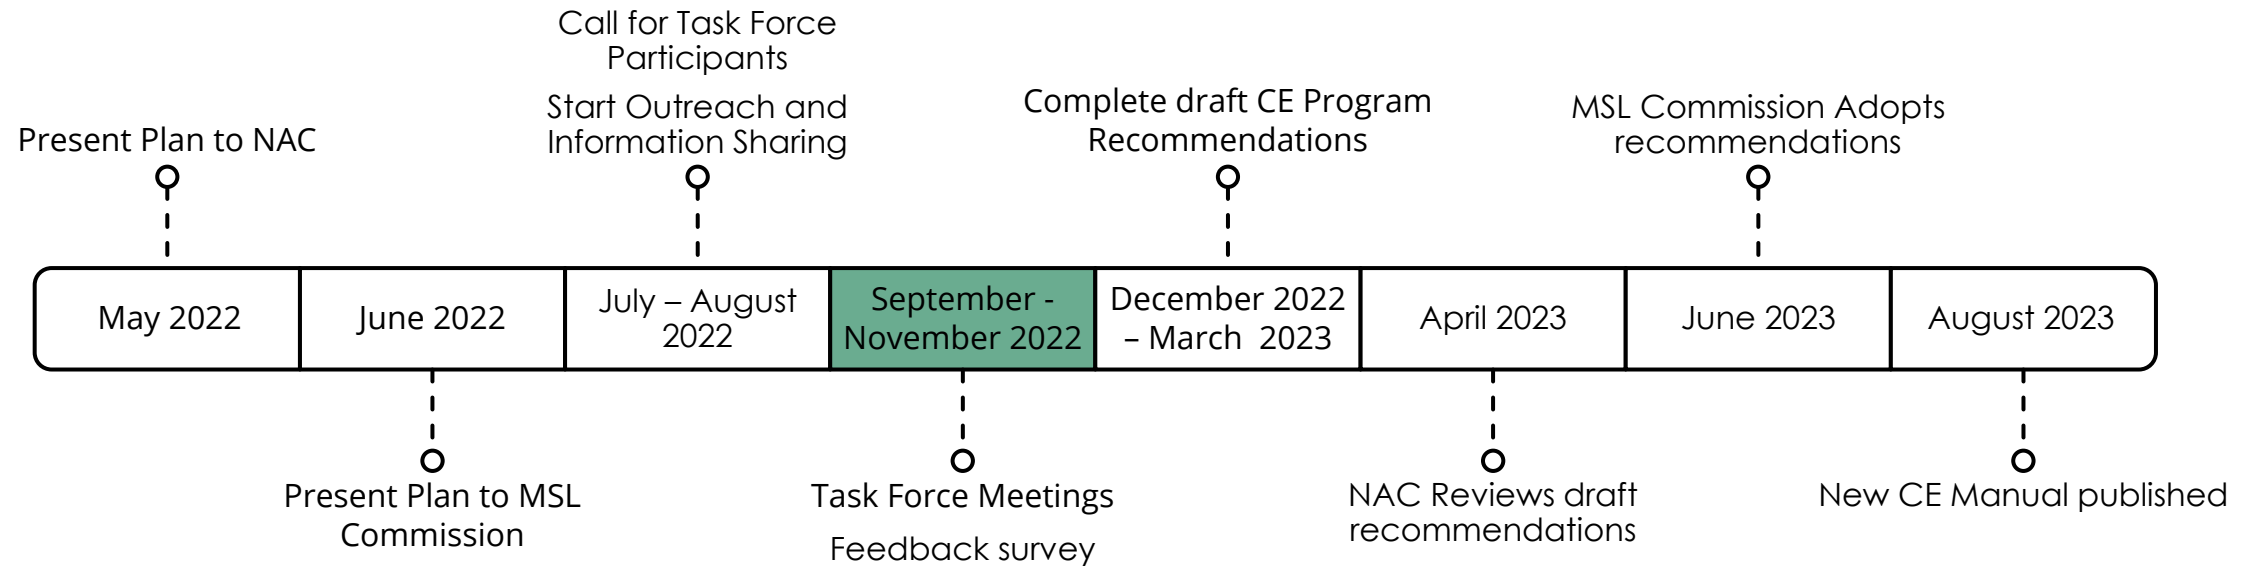 Call for Task Force
Participants
Start Outreach and
Information Sharing
Present Plan to NAC
Complete draft CE Program
Recommendations
MSL Commission Adopts
recommendations
May 2022
June 2022
July – August
2022
September -
November 2022
December 2022
– March  2023
April 2023
June 2023
August 2023
Present Plan to MSL
Commission
Task Force Meetings
Feedback survey
NAC Reviews draft
recommendations
New CE Manual published